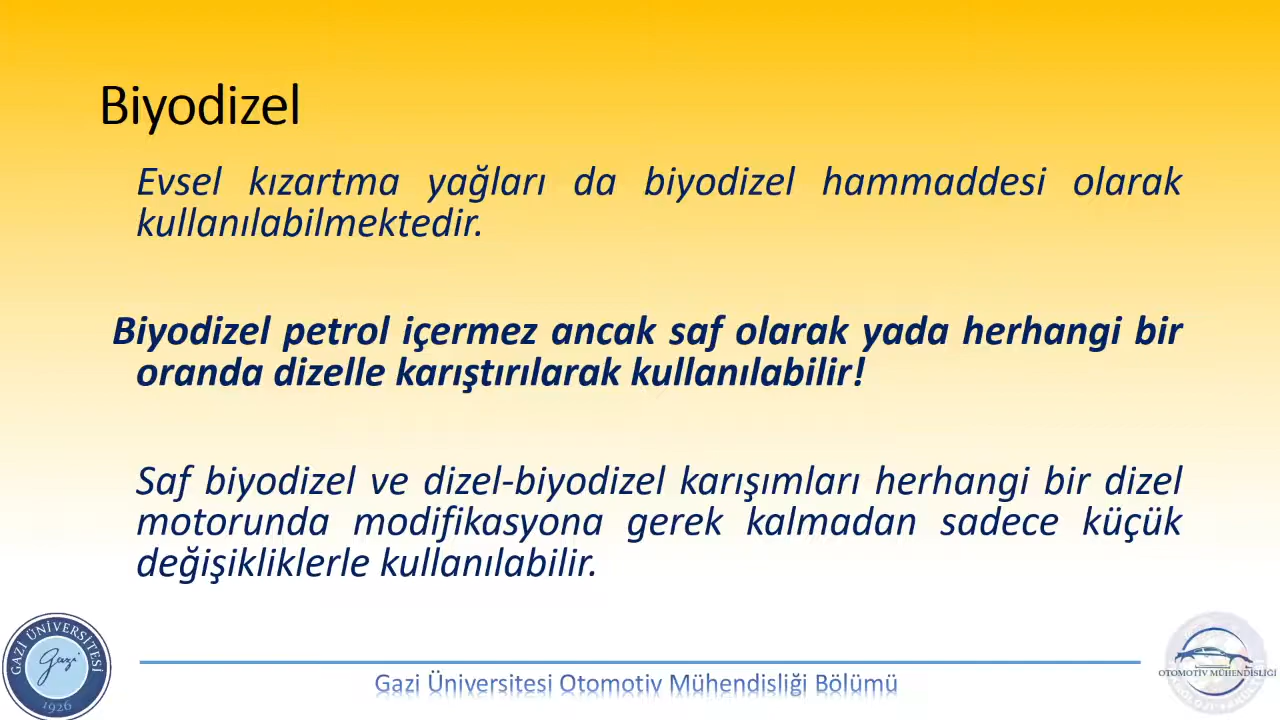 Biyodizel
Evsel kızartma yağları da biyodizel hammaddesi olarak
kullanılabilmektedir.
Biyodizel petrol içermez ancak saf olarak yada herhangi bir
oranda dizelle karıştırılarak kullanılabilir!
Saf biyodizel ve dizel-biyodizel karışımları herhangi bir dizel
motorunda modifikasyona gerek kalmadan sadece küçük
değişikliklerle kullanılabilir.
GAZİ ÜNİVERSİTESİ
Gazi
1926
Gazi Üniversitesi Otomotiv Mühendisliği Bölümü
OTOMOTİV MÜHENDİSLİĞİ